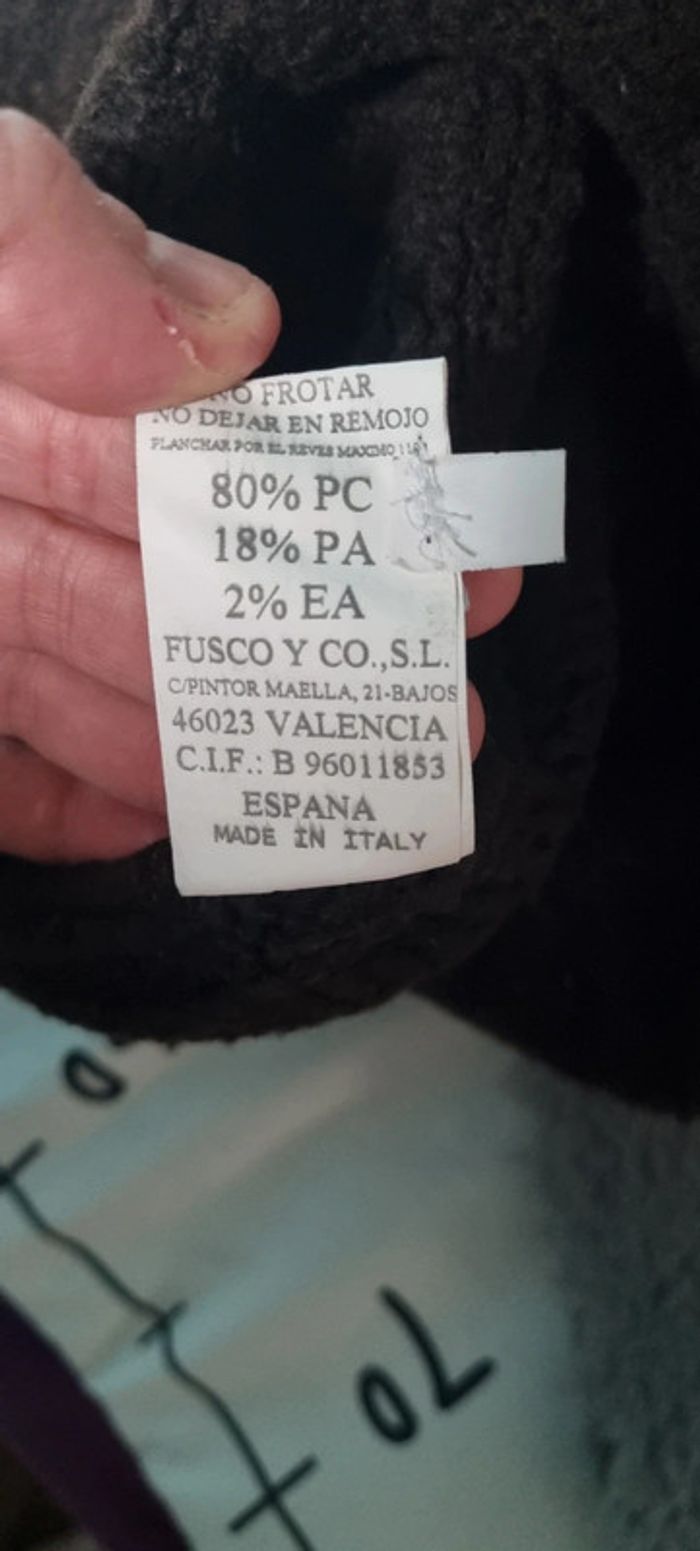 NO FROTAR
NO DEJAR EN REMOJO
PLANCHAR POR EL REVES MAXIMO 110
80% PC
18% PA
2% EA
FUSCO Y CO.,S.L.
C/PINTOR MAELLA, 21-BAJOS
46023 VALENCIA
C.I.F.: B 96011853
ESPANA
MADE IN ITALY
70